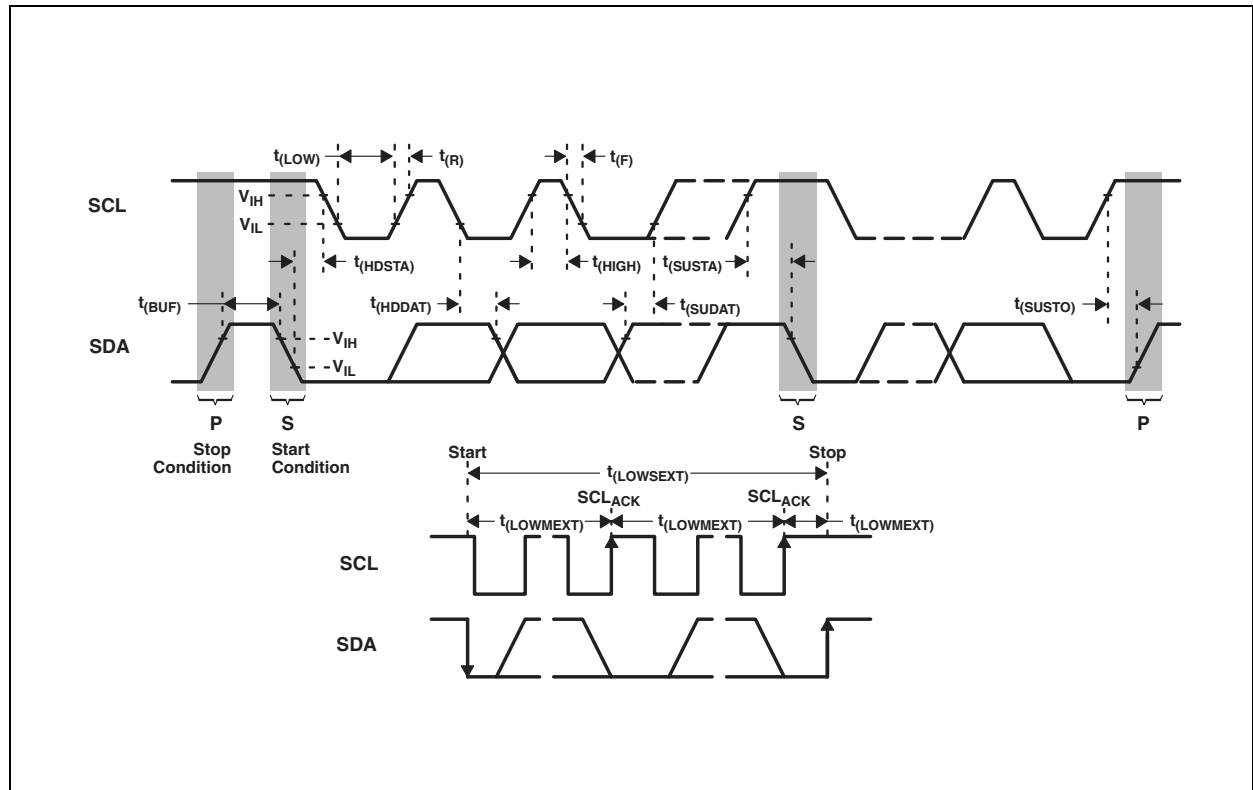 t(LOW)
t(R)
t(F)
SCL
VIH
VIL
t(HDSTA)
t(HIGH)
t(SUSTA)
t(BUF)
t(HDDAT)
t(SUDAT)
t(SUSTO)
SDA
VIH
VIL
P
S
S
P
Stop
Condition
Start
Condition
Start
Stop
t(LOWSEXT)
SCLACK
SCLACK
t(LOWMEXT)
t(LOWMEXT)
t(LOWMEXT)
SCL
SDA